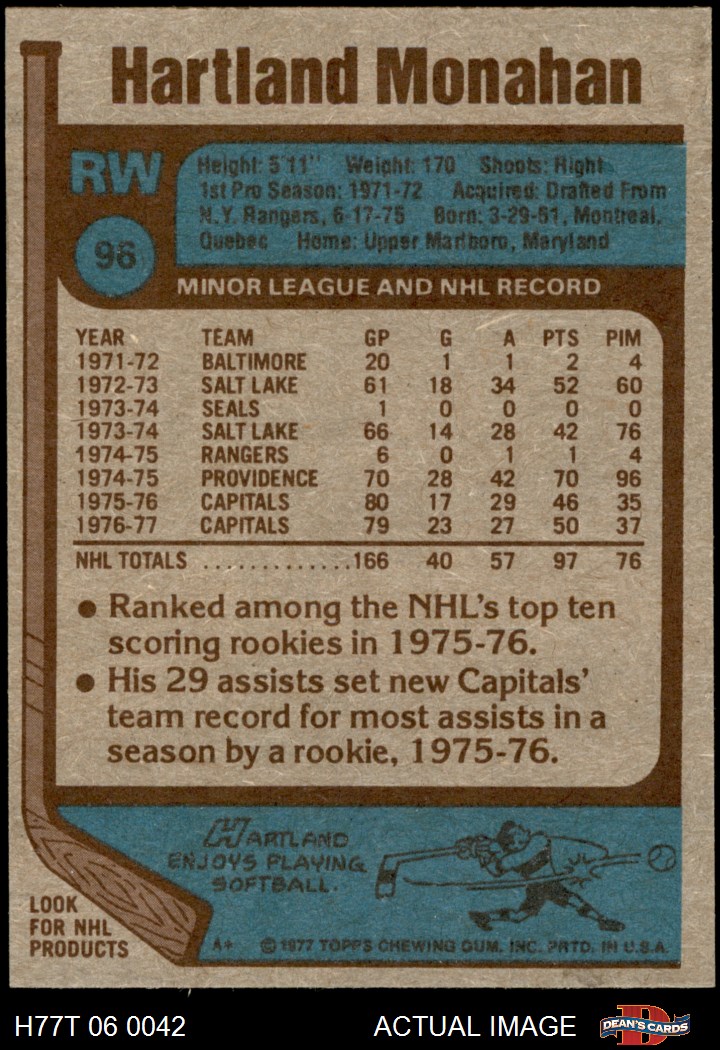 Hartland Monahan
RW
96
Height: 5'11" Weight: 170 Shoots: Right
1st Pro Season: 1971-72 Acquired: Drafted From
N.Y. Rangers, 6-17-75 Born: 3-29-51, Montreal,
Quebec Home: Upper Marlboro, Maryland
MINOR LEAGUE AND NHL RECORD
YEAR TEAM GP G A PTS PIM
1971-72 BALTIMORE 20 1 1 2 4
1972-73 SALT LAKE 61 18 34 52 60
1973-74 SEALS 1 0 0 0 0
1973-74 SALT LAKE 66 14 28 42 76
1974-75 RANGERS 6 0 1 1 4
1974-75 PROVIDENCE 70 28 42 70 96
1975-76 CAPITALS 80 17 29 46 35
1976-77 CAPITALS 79 23 27 50 37
NHL TOTALS .............166 40 57 97 76
● Ranked among the NHL's top ten
scoring rookies in 1975-76.
● His 29 assists set new Capitals'
team record for most assists in a
season by a rookie, 1975-76.
HARTLAND
ENJOYS PLAYING
SOFTBALL.
LOOK
FOR NHL
PRODUCTS
A+ © 1977 TOPPS CHEWING GUM, INC. PRTD. IN U.S.A.
H77T 06 0042 ACTUAL IMAGE
D
DEAN'S CARDS